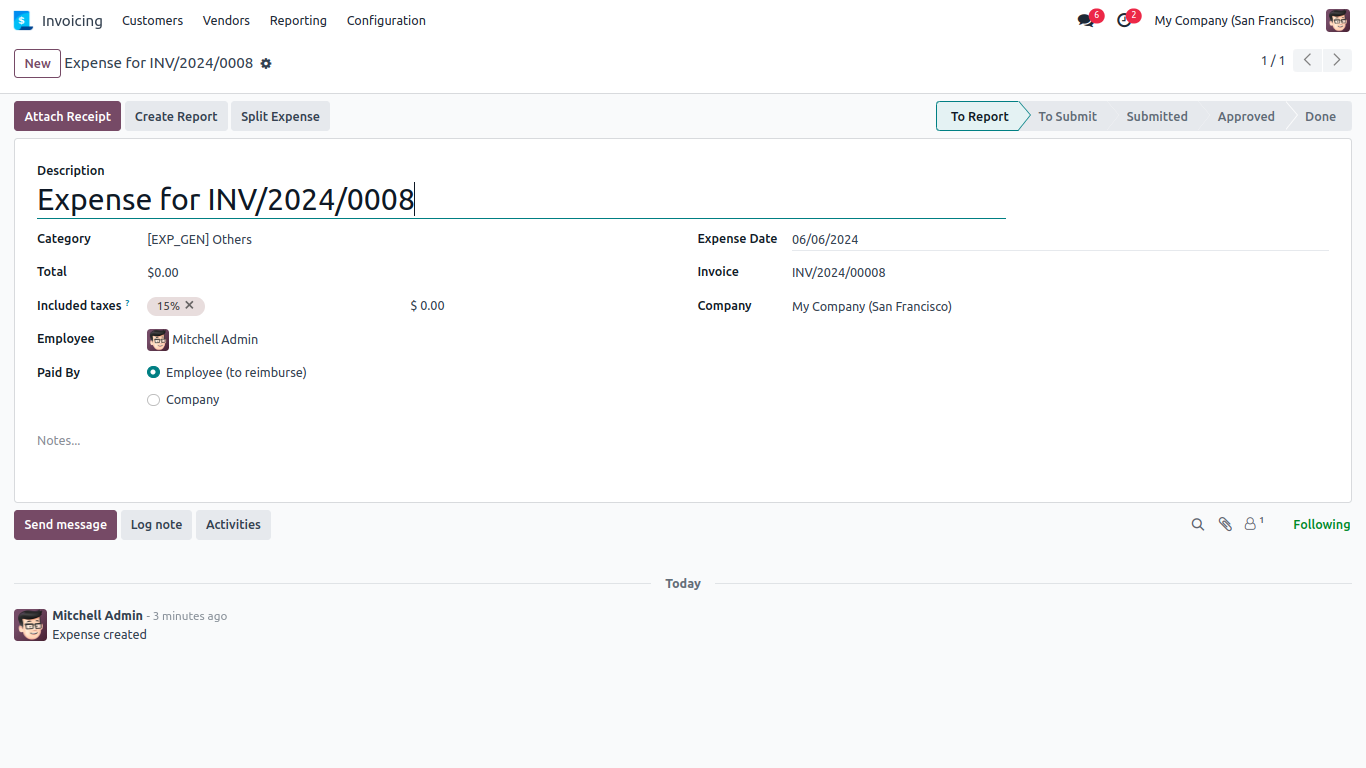 Invoicing Customers Vendors Reporting Configuration 6 2 My Company (San Francisco)
New Expense for INV/2024/0008 1 / 1
Attach Receipt Create Report Split Expense To Report To Submit Submitted Approved Done
Description
Expense for INV/2024/0008
Category [EXP_GEN] Others Expense Date 06/06/2024
Total $0.00 Invoice INV/2024/00008
Included taxes ? 15% $ 0.00 Company My Company (San Francisco)
Employee Mitchell Admin
Paid By Employee (to reimburse)
Company
Notes...
Send message Log note Activities 1 Following
Today
Mitchell Admin - 3 minutes ago
Expense created